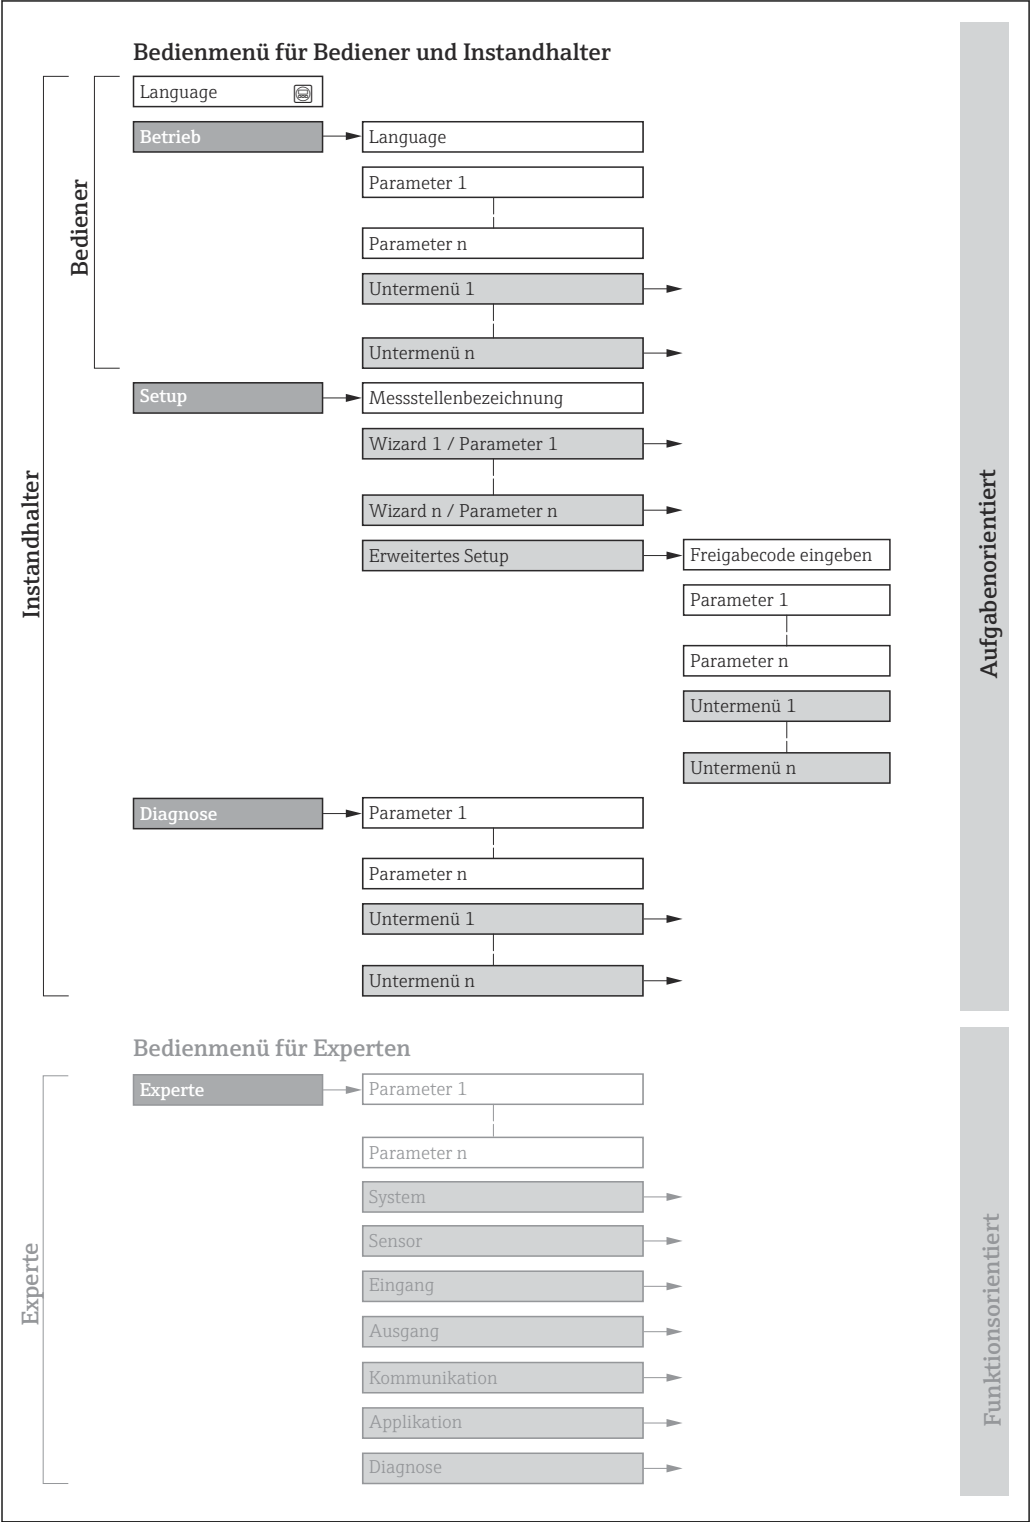 Bedienmenü für Bediener und Instandhalter
Language
Betrieb
Language
Parameter 1
Parameter n
Untermenü 1
Untermenü n
Bediener
Setup
Messstellenbezeichnung
Wizard 1 / Parameter 1
Wizard n / Parameter n
Erweitertes Setup
Freigabecode eingeben
Parameter 1
Parameter n
Untermenü 1
Untermenü n
Instandhalter
Aufgabenorientiert
Diagnose
Parameter 1
Parameter n
Untermenü 1
Untermenü n
Bedienmenü für Experten
Experte
Parameter 1
Parameter n
System
Sensor
Eingang
Ausgang
Kommunikation
Applikation
Diagnose
Experte
Funktionsorientiert